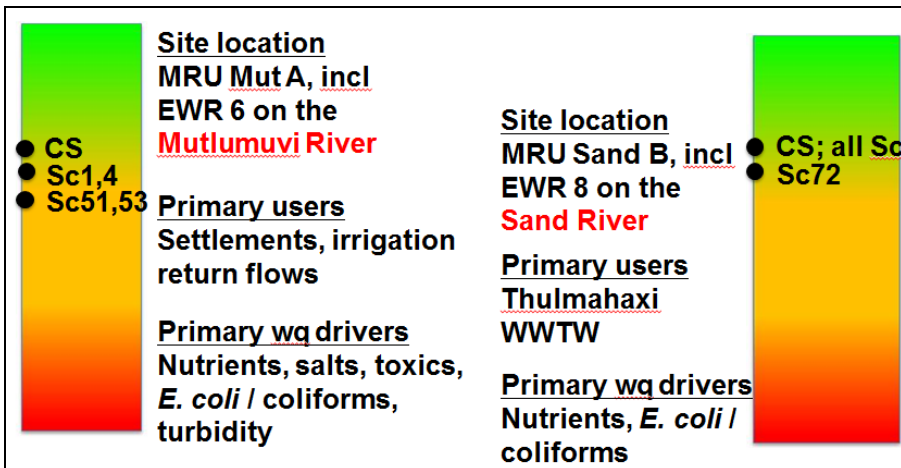 Site location
MRU Mut A, incl
EWR 6 on the
Mutlumuvi River
CS
Sc1,4
Sc51,53
Primary users
Settlements, irrigation
return flows
Primary wq drivers
Nutrients, salts, toxics,
E. coli / coliforms,
turbidity
Site location
MRU Sand B, incl
EWR 8 on the
Sand River
CS; all Sc
Sc72
Primary users
Thulmahaxi
WWTW
Primary wq drivers
Nutrients, E. coli /
coliforms